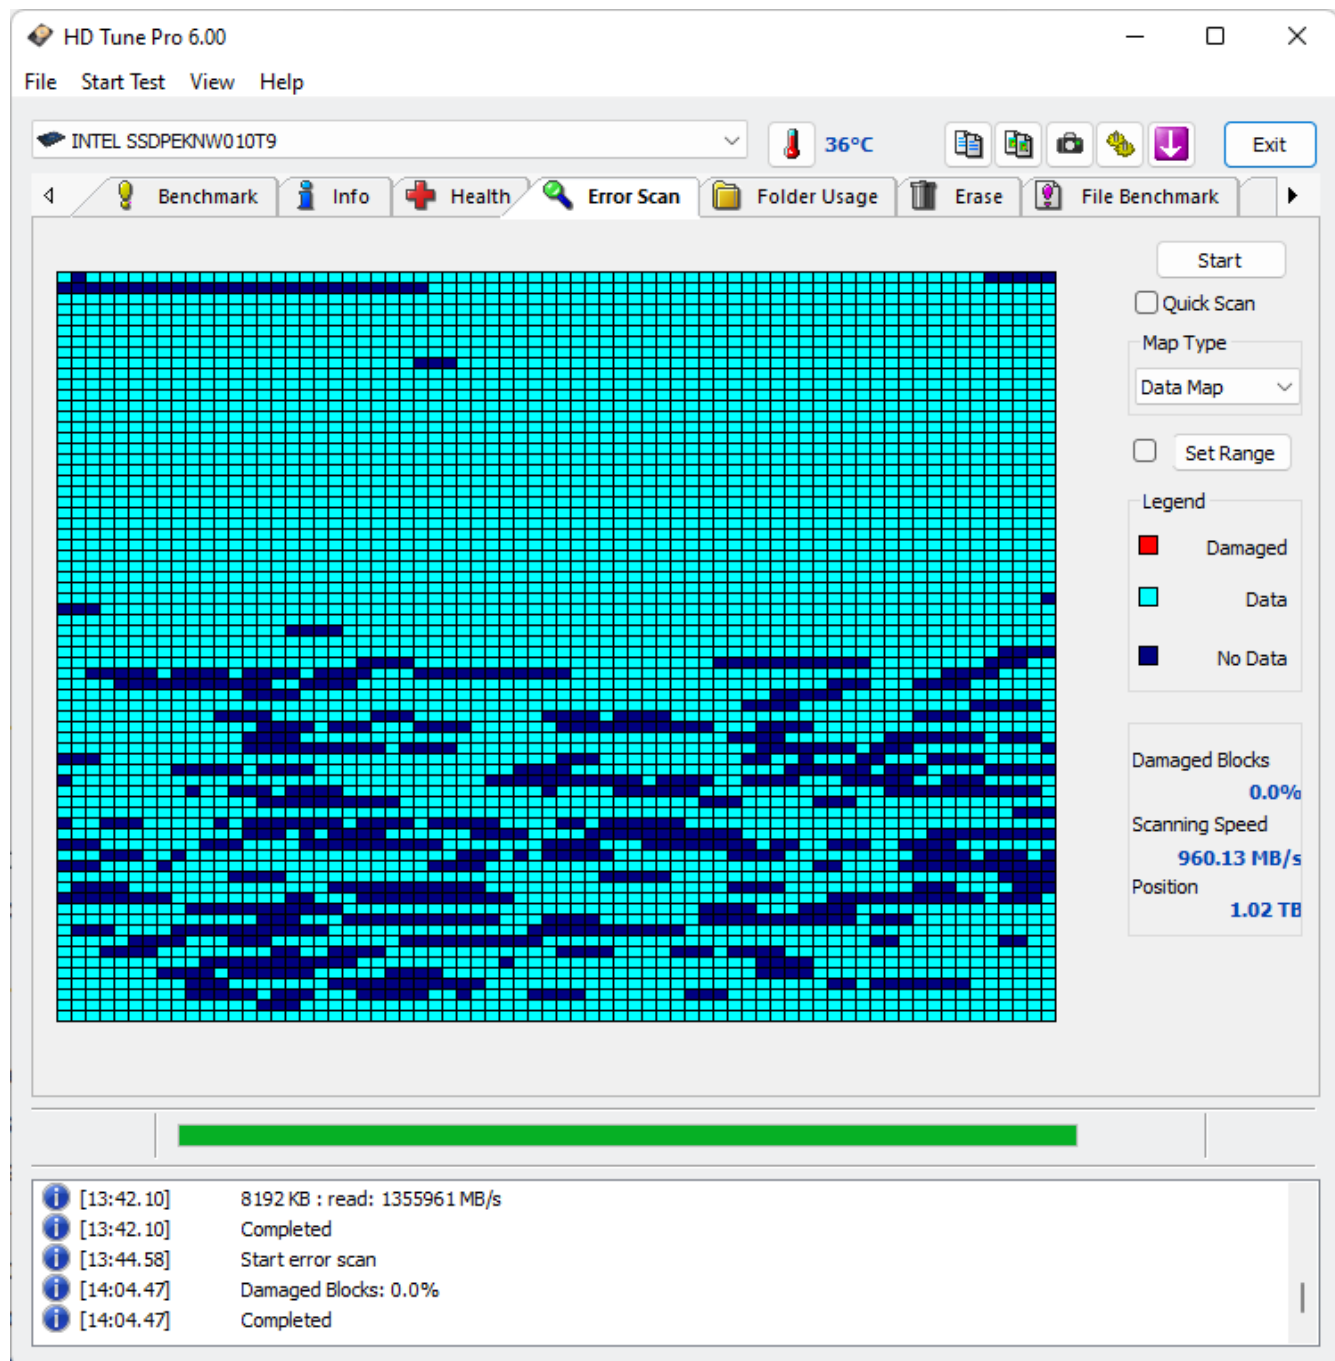 HD Tune Pro 6.00
File Start Test View Help
INTEL SSDPEKNW010T9
36°C
Exit
Benchmark Info Health Error Scan Folder Usage Erase File Benchmark
Start
Quick Scan
Map Type
Data Map
Set Range
Legend
Damaged
Data
No Data
Damaged Blocks
0.0%
Scanning Speed
960.13 MB/s
Position
1.02 TB
[13:42.10] 8192 KB : read: 1355961 MB/s
[13:42.10] Completed
[13:44.58] Start error scan
[14:04.47] Damaged Blocks: 0.0%
[14:04.47] Completed